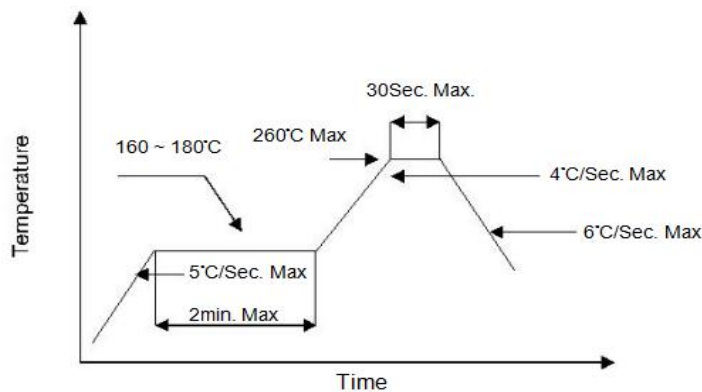 30Sec. Max.
260°C Max
160 ~ 180°C
4°C/Sec. Max
6°C/Sec. Max
5°C/Sec. Max
2min. Max
Temperature
Time